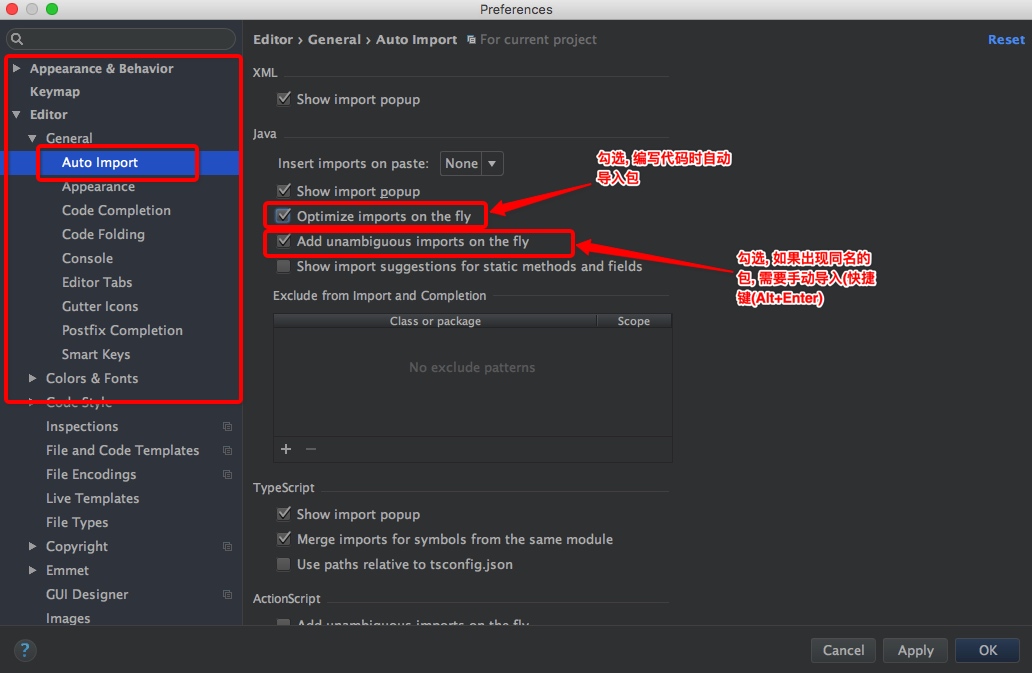 Preferences
Editor › General › Auto Import For current project
Reset
Appearance & Behavior
Keymap
Editor
General
Auto Import
Appearance
Code Completion
Code Folding
Console
Editor Tabs
Gutter Icons
Postfix Completion
Smart Keys
Colors & Fonts
Code Style
Inspections
File and Code Templates
File Encodings
Live Templates
File Types
Copyright
Emmet
GUI Designer
Images
XML
Show import popup
Java
Insert imports on paste: None
Show import popup
Optimize imports on the fly
Add unambiguous imports on the fly
Show import suggestions for static methods and fields
勾选, 编写代码时自动
导入包
勾选, 如果出现同名的
包, 需要手动导入(快捷
键(Alt+Enter)
Exclude from Import and Completion
Class or package Scope
No exclude patterns
TypeScript
Show import popup
Merge imports for symbols from the same module
Use paths relative to tsconfig.json
ActionScript
Add unambiguous imports on the fly
?
Cancel Apply OK